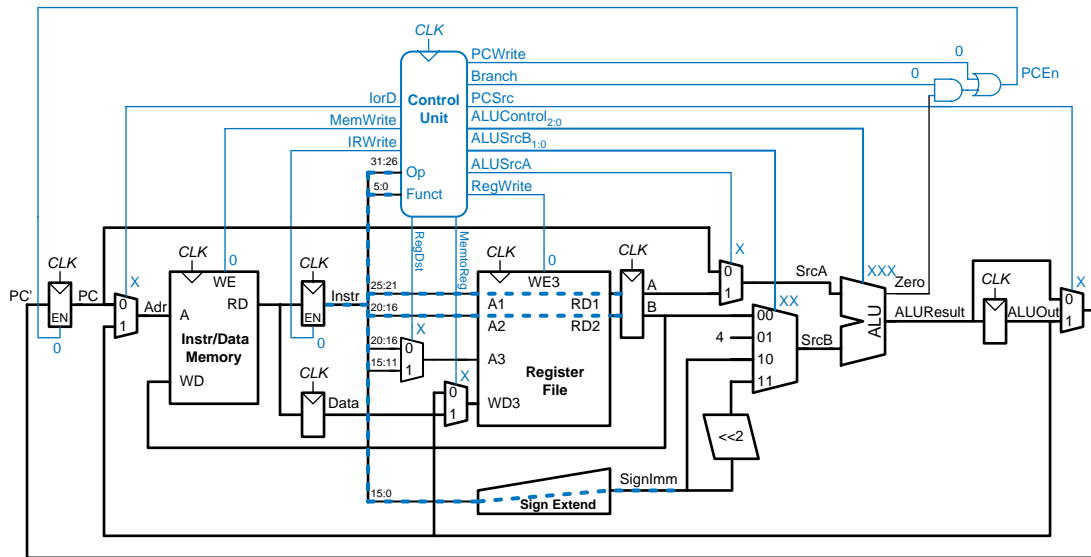 CLK
PCWrite
0
Branch
0
PCEn
IorD
Control
Unit
PCSrc
X
MemWrite
ALUControl2:0
IRWrite
ALUSrcB1:0
31:26
Op
ALUSrcA
5:0
Funct
RegWrite
RegDst
MemtoReg
CLK
CLK
CLK
CLK
CLK
CLK
X
0
0
X
XXX
X
PC'
PC
EN
0
0
1
Adr
WE
RD
A
Instr/Data
Memory
WD
EN
0
Instr
25:21
20:16
A1
A2
WE3
RD1
RD2
A
B
0
1
SrcA
XX
00
01
10
11
4
SrcB
ALU
Zero
ALUResult
CLK
ALUOut
0
1
20:16
15:11
X
0
1
A3
Register
File
X
0
1
WD3
CLK
Data
<<2
15:0
Sign Extend
SignImm